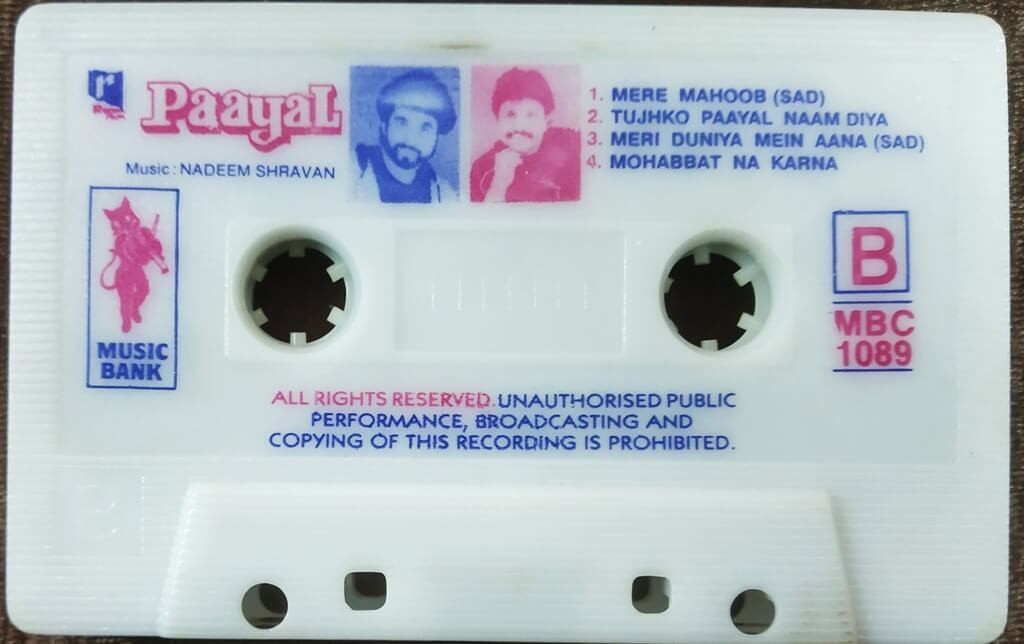 PaayaL
Music : NADEEM SHRAVAN
1. MERE MAHOOB (SAD)
2. TUJHKO PAAYAL NAAM DIYA
3. MERI DUNIYA MEIN AANA (SAD)
4. MOHABBAT NA KARNA
MUSIC
BANK
B
MBC
1089
ALL RIGHTS RESERVED. UNAUTHORISED PUBLIC
PERFORMANCE, BROADCASTING AND
COPYING OF THIS RECORDING IS PROHIBITED.